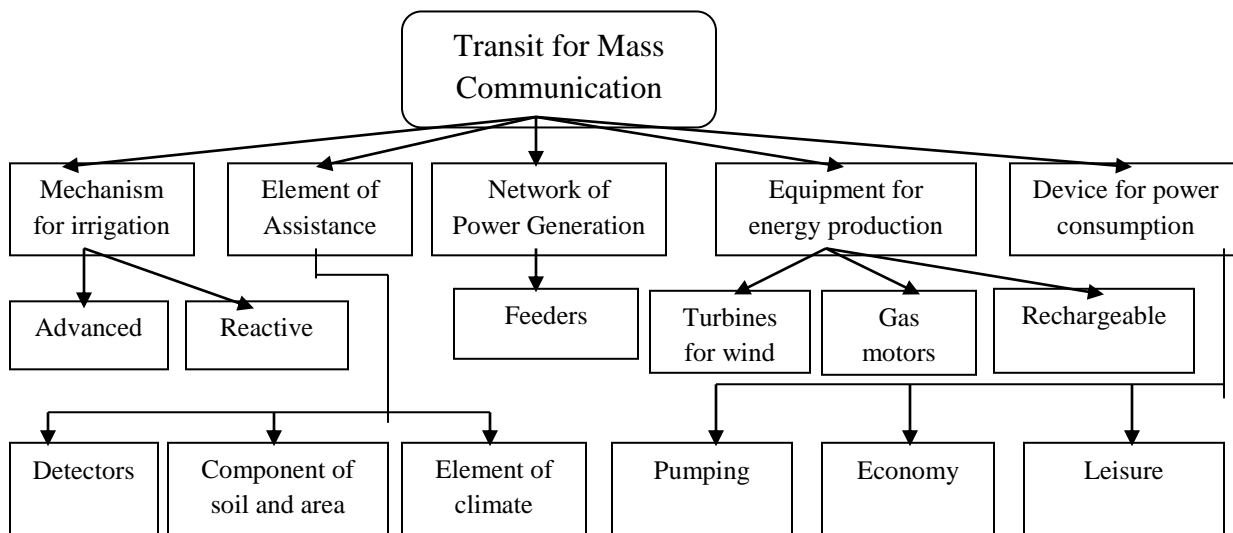 Transit for Mass
Communication
Mechanism
for irrigation
Element of
Assistance
Network of
Power Generation
Equipment for
energy production
Device for power
consumption
Advanced
Reactive
Feeders
Turbines
for wind
Gas
motors
Rechargeable
Detectors
Component of
soil and area
Element of
climate
Pumping
Economy
Leisure